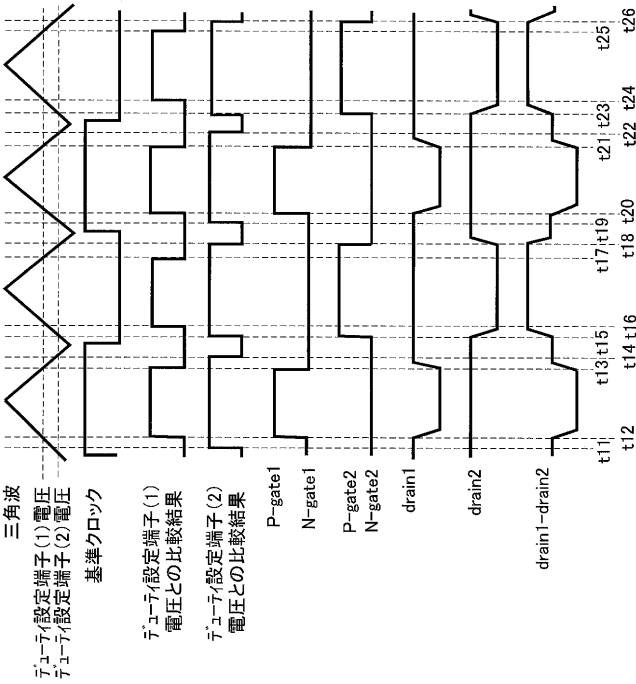 三角波
デューティ設定端子(1)電圧
デューティ設定端子(2)電圧
基準クロック
デューティ設定端子(1)
電圧との比較結果
デューティ設定端子(2)
電圧との比較結果
P-gate1
N-gate1
P-gate2
N-gate2
drain1
drain2
drain1-drain2
t11
t12
t13
t14
t15
t16
t17
t18
t19
t20
t21
t22
t23
t24
t25
t26